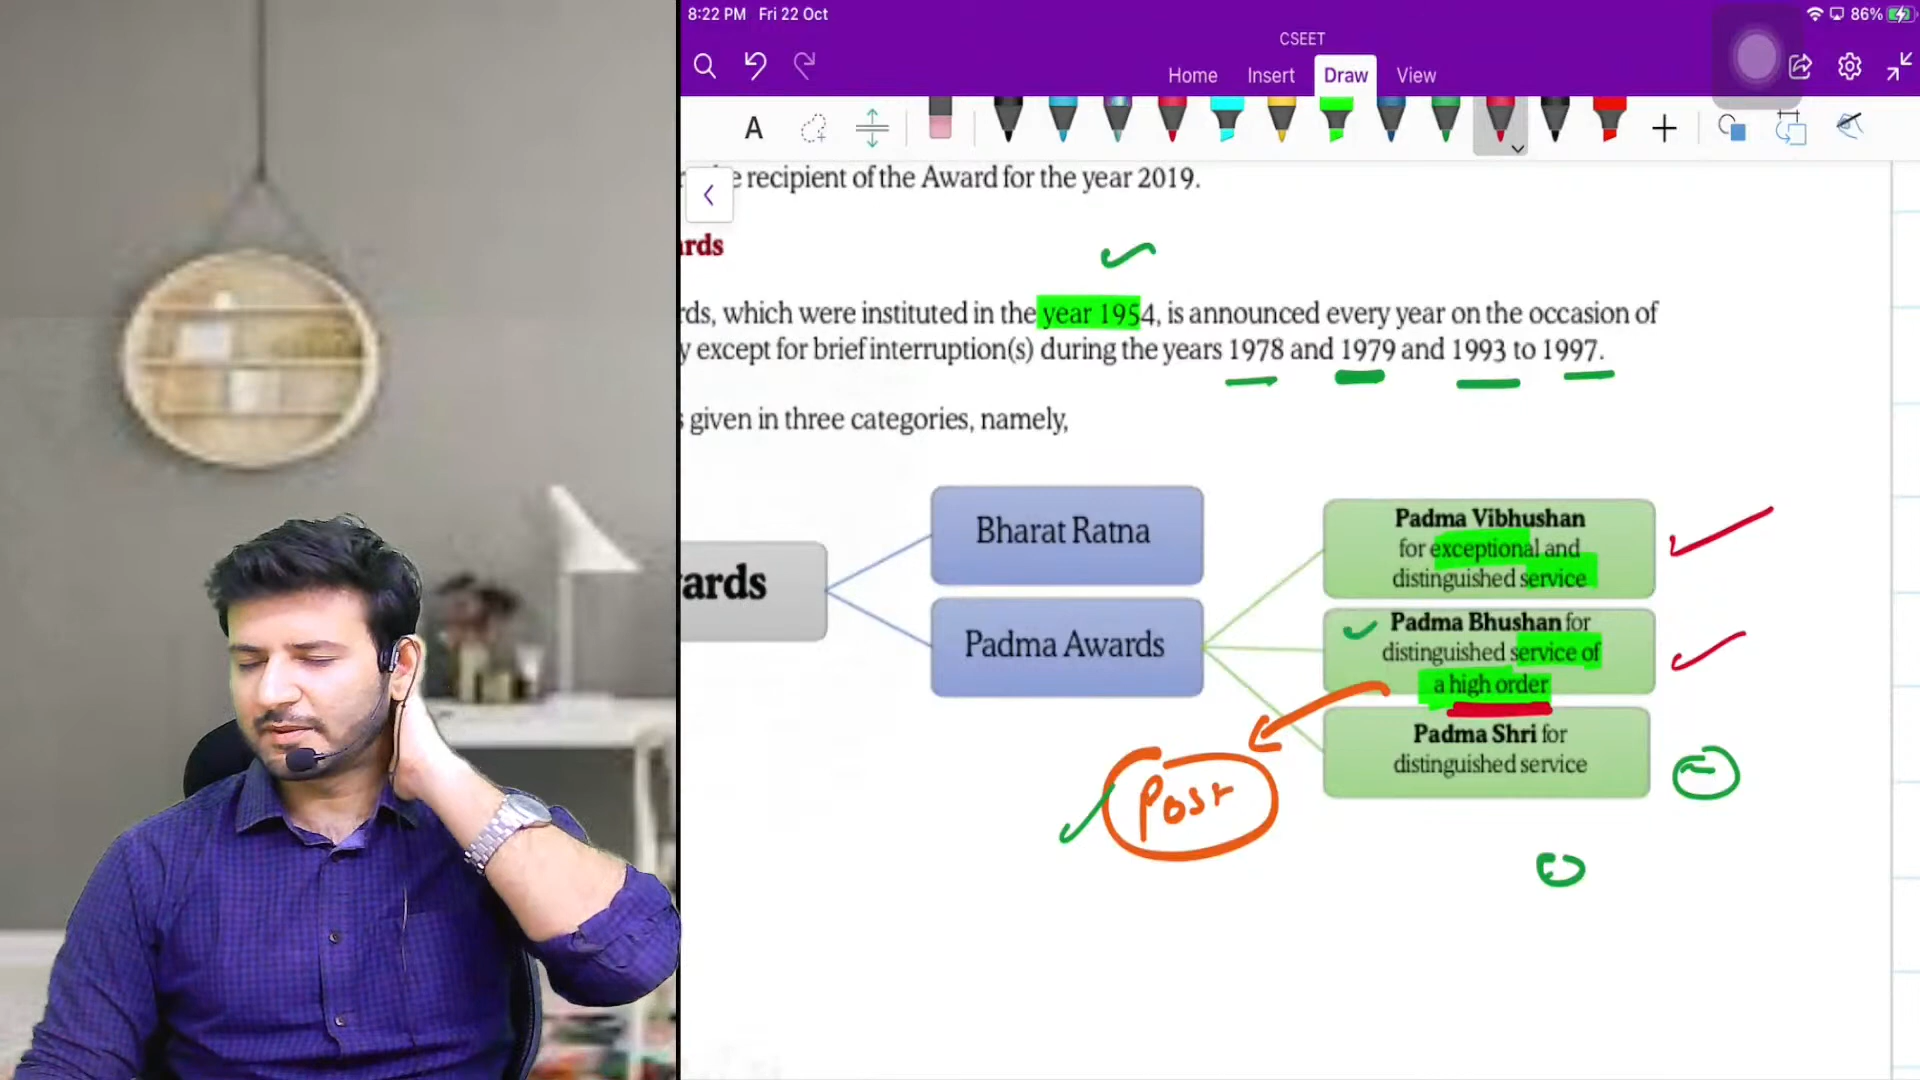 8:22 PM Fri 22 Oct
86%
CSEET
Home Insert Draw View
A
e recipient of the Award for the year 2019.
ards
rds, which were instituted in the year 1954, is announced every year on the occasion of
y except for brief interruption(s) during the years 1978 and 1979 and 1993 to 1997.
s given in three categories, namely,
ards
Bharat Ratna
Padma Awards
Padma Vibhushan
for exceptional and
distinguished service
Padma Bhushan for
distinguished service of
a high order
Padma Shri for
distinguished service
Post